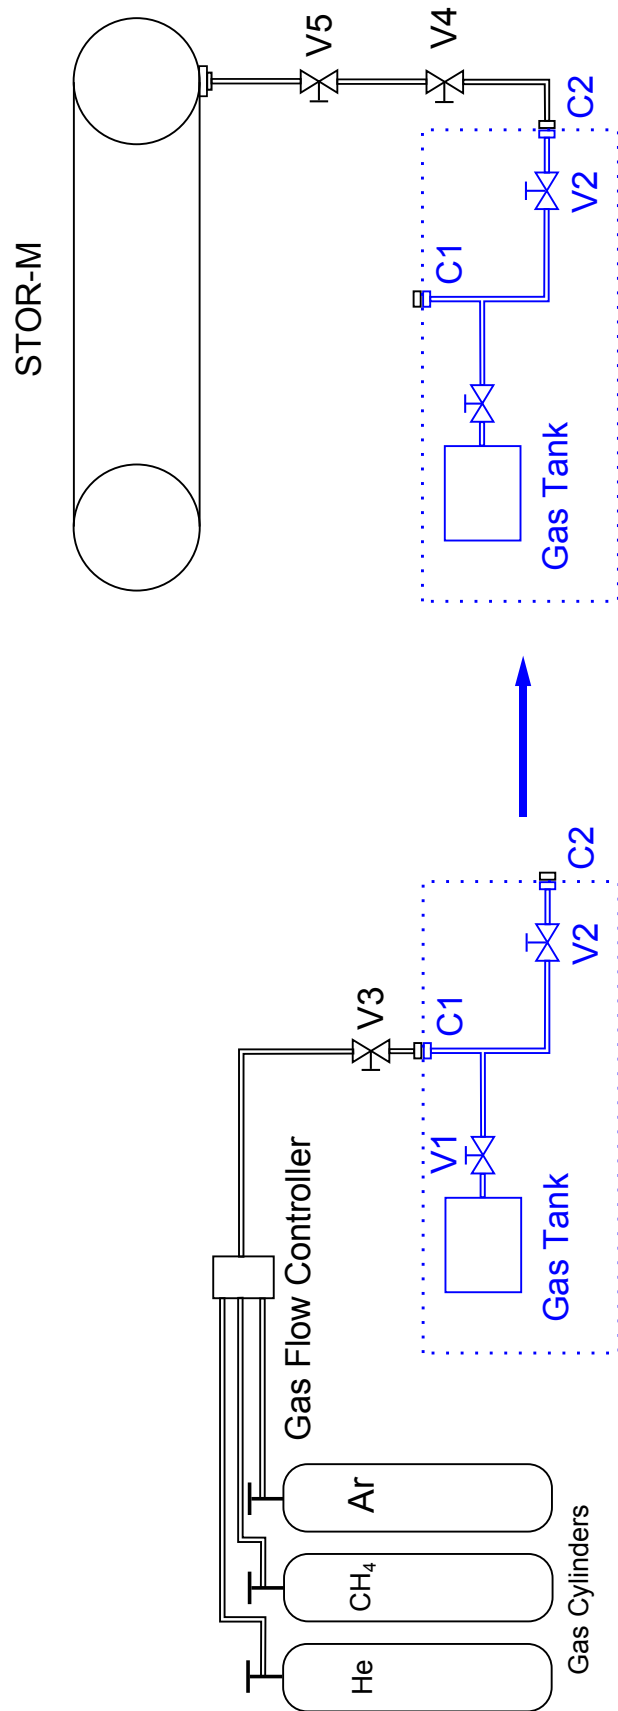 He
CH₄
Ar
Gas Cylinders
Gas Flow Controller
V3
C1
V1
V2
C2
Gas Tank
STOR-M
V5
V4
C1
C2
V2
Gas Tank